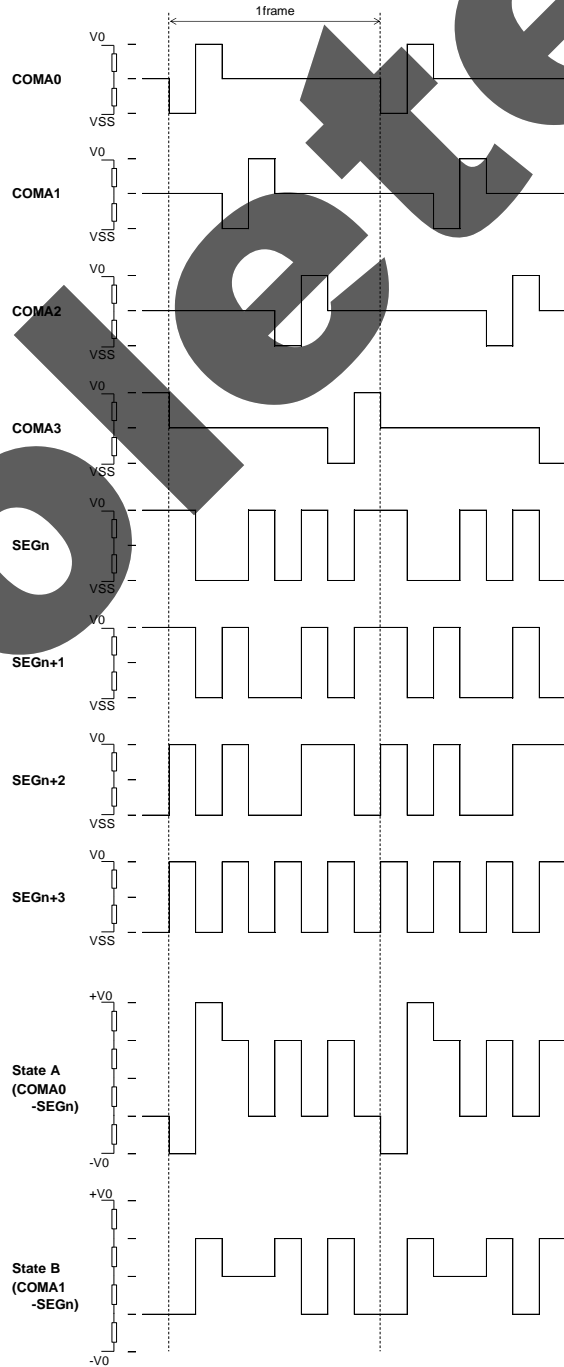 1frame
V0
COMA0
VSS
V0
COMA1
VSS
V0
COMA2
VSS
V0
COMA3
VSS
V0
SEGn
VSS
V0
SEGn+1
VSS
V0
SEGn+2
VSS
V0
SEGn+3
VSS
+V0
State A
(COMA0
-SEGn)
-V0
+V0
State B
(COMA1
-SEGn)
-V0
olete